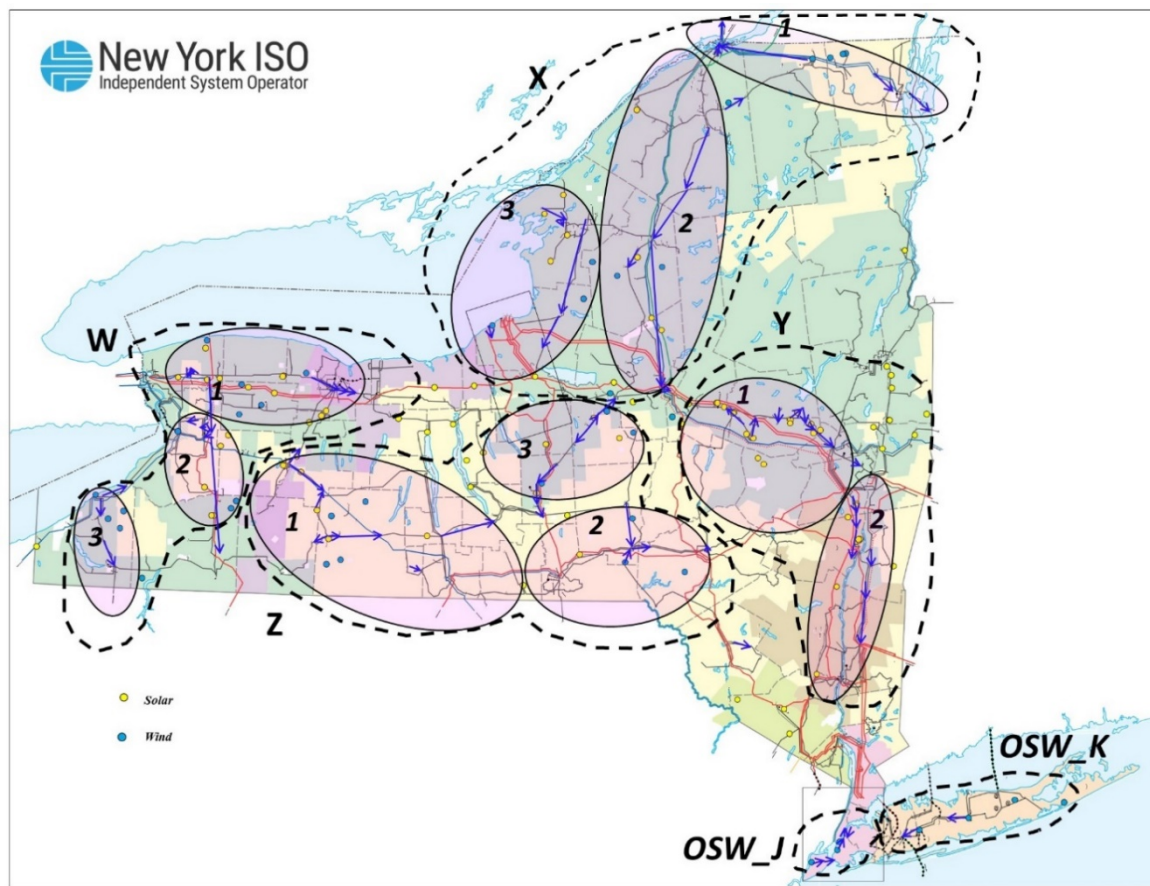 New York ISO
Independent System Operator
1
X
3
2
W
Y
1
1
2
3
3
1
2
2
Z
Solar
Wind
OSW_K
OSW_J